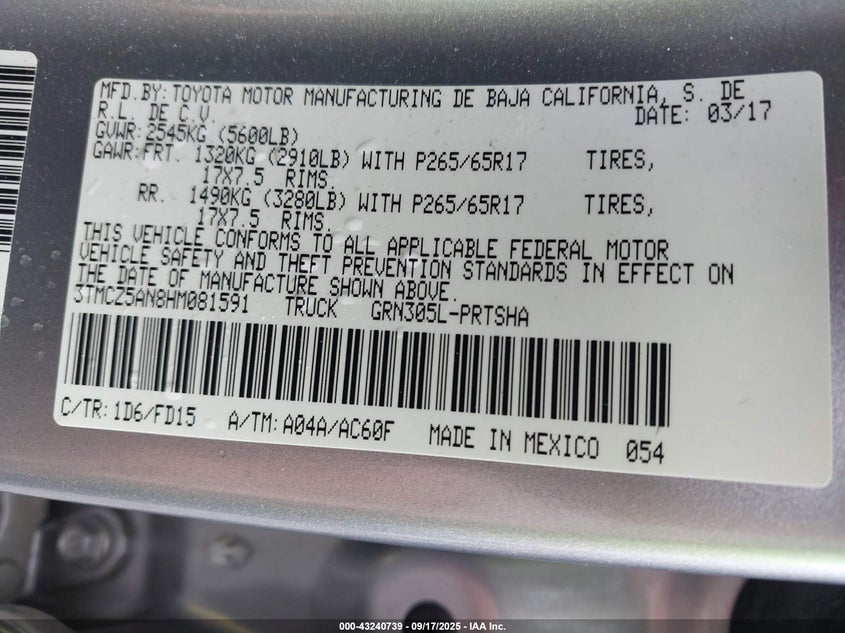 MFD.BY:TOYOTA MOTOR MANUFACTURING DE BAJA CALIFORNIA, S. DE
R.L. DE C.V. DATE: 03/17
GVWR:2545KG (5600LB)
GAWR:FRT. 1320KG (2910LB) WITH P265/65R17 TIRES,
17X7.5 RIMS.
RR. 1490KG (3280LB) WITH P265/65R17 TIRES,
17X7.5 RIMS.
THIS VEHICLE CONFORMS TO ALL APPLICABLE FEDERAL MOTOR
VEHICLE SAFETY AND THEFT PREVENTION STANDARDS IN EFFECT ON
THE DATE OF MANUFACTURE SHOWN ABOVE.
3TMCZ5AN8HM081591 TRUCK GRN305L-PRTSHA
C/TR:1D6/FD15 A/TM:A04A/AC60F MADE IN MEXICO 054
000-43240739 - 09/17/2025 - IAA Inc.